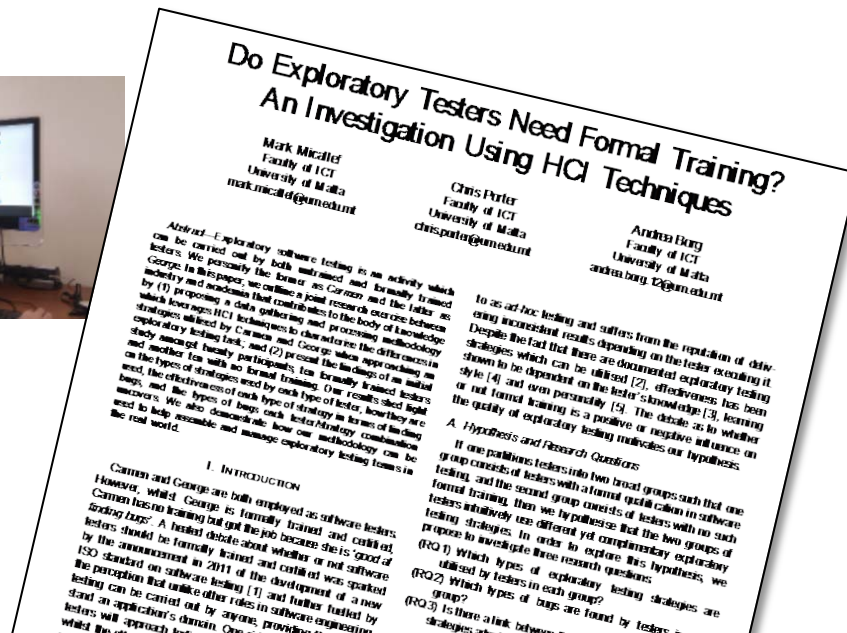 Do Exploratory Testers Need Formal Training?
An Investigation Using HCI Techniques
Mark Micallef
Faculty of ICT
University of Malta
mark.micallef@um.edu.mt
Chris Porter
Faculty of ICT
University of Malta
chris.porter@um.edu.mt
Andrea Borg
Faculty of ICT
University of Malta
andrea.borg.12@um.edu.mt
Abstract—Exploratory software testing is an activity which
can be carried out by both untrained and formally trained
testers. We personify the former as Carmen and the latter as
George. In this paper, we outline a joint research exercise between
industry and academia that contributes to the body of knowledge
by (1) proposing a data gathering and processing methodology
which leverages HCI techniques to characterise the differences in
strategies utilised by Carmen and George when approaching an
exploratory testing task; and (2) present the findings of an initial
study amongst twenty participants, ten formally trained testers
and another ten with no formal training. Our results shed light
on the types of strategies used by each type of tester, how they are
used, the effectiveness of each type of strategy in terms of finding
bugs, and the types of bugs each tester/strategy combination
uncovers. We also demonstrate how our methodology can be
used to help assemble and manage exploratory testing teams in
the real world.
I. INTRODUCTION
Carmen and George are both employed as software testers.
However, whilst George is formally trained and certified,
Carmen has no training but got the job because she is 'good at
finding bugs'. A heated debate about whether or not software
testers should be formally trained and certified was sparked
by the announcement in 2011 of the development of a new
ISO standard on software testing [1] and further fuelled by
the perception that unlike other roles in software engineering
testing can be carried out by anyone, providing
stand an application's domain. One
testers will approach
whilst the
to as ad-hoc testing and suffers from the reputation of deliv-
ering inconsistent results depending on the tester executing it.
Despite the fact that there are documented exploratory testing
strategies which can be utilised [2], effectiveness has been
shown to be dependent on the tester's knowledge [3], learning
style [4] and even personality [5]. The debate as to whether
or not formal training is a positive or negative influence on
the quality of exploratory testing motivates our hypothesis.
A. Hypothesis and Research Questions
If one partitions testers into two broad groups such that one
group consists of testers with a formal qualification in software
testing, and the second group consists of testers with no such
formal training, then we hypothesise that the two groups of
testers intuitively use different yet complimentary exploratory
testing strategies. In order to explore this hypothesis, we
propose to investigate three research questions:
(RQ1) Which types of exploratory testing strategies are
utilised by testers in each group?
(RQ2) Which types of bugs are found by testers
group?
(RQ3) Is there a link between
strategies